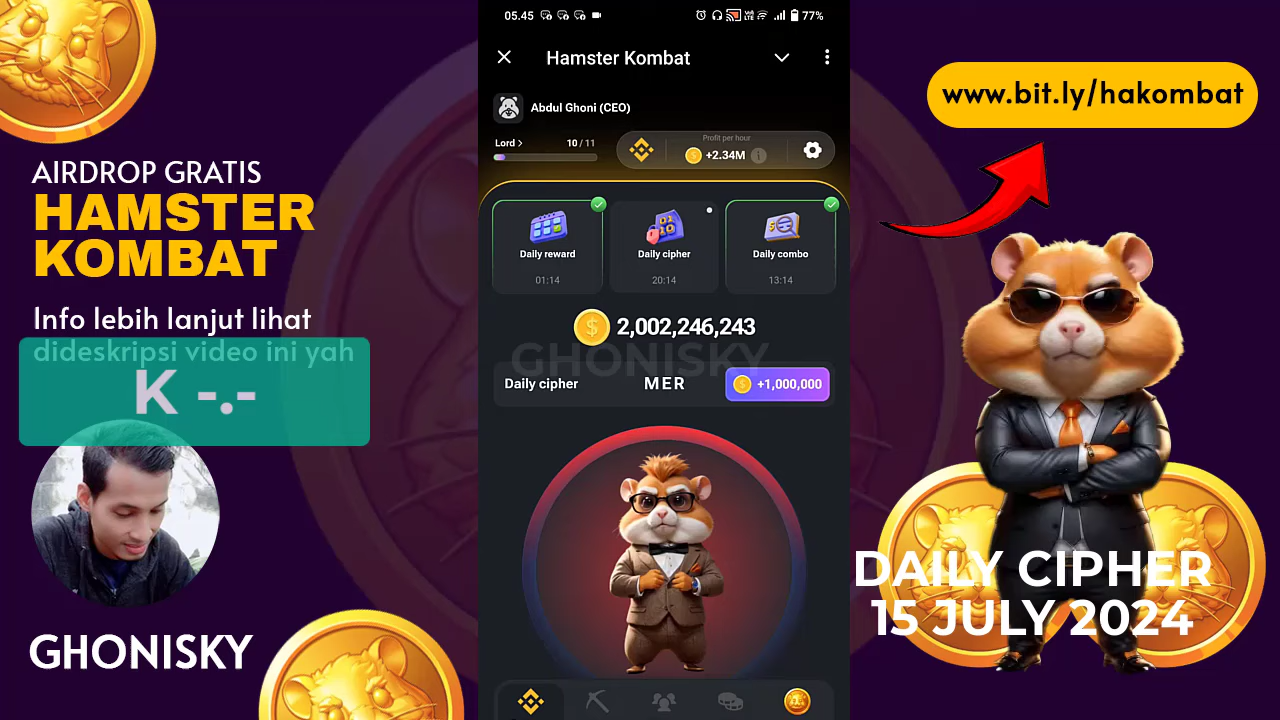 AIRDROP GRATIS
HAMSTER
KOMBAT
Info lebih lanjut lihat
dideskripsi video ini yah
K -.-
GHONISKY
05.45
77%
Hamster Kombat
Abdul Ghoni (CEO)
Lord >
10 / 11
Profit per hour
+2.34M
Daily reward
01:14
Daily cipher
20:14
Daily combo
13:14
2,002,246,243
GHONISKY
Daily cipher
MER
+1,000,000
www.bit.ly/hakombat
DAILY CIPHER
15 JULY 2024